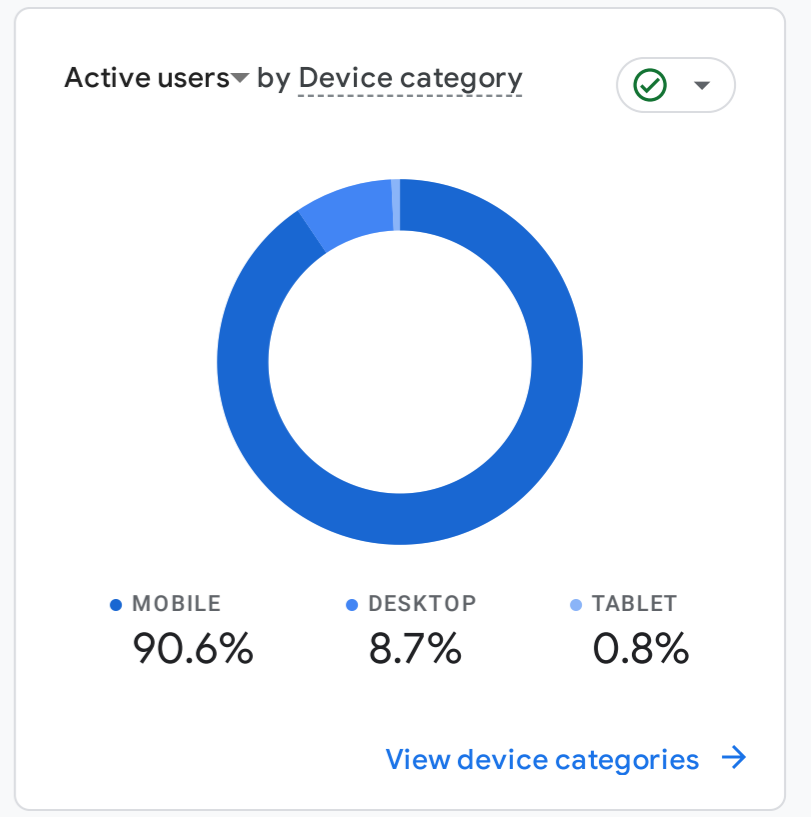 Active users by Device category
MOBILE DESKTOP TABLET
90.6% 8.7% 0.8%
View device categories